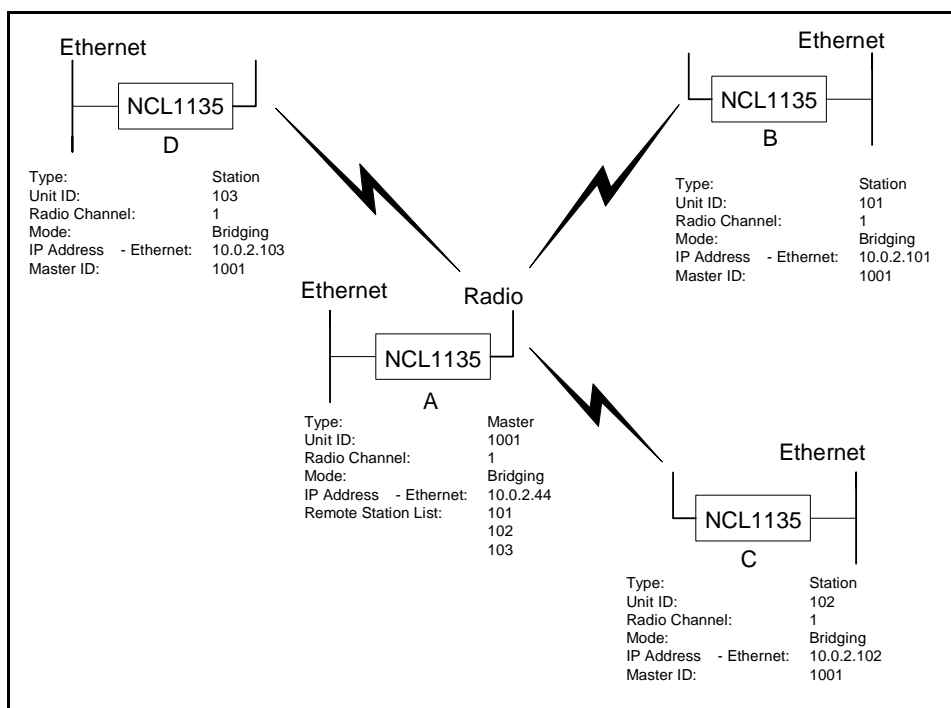 Ethernet
NCL1135
D
Type: Station
Unit ID: 103
Radio Channel: 1
Mode: Bridging
IP Address - Ethernet: 10.0.2.103
Master ID: 1001
Ethernet
NCL1135
B
Type: Station
Unit ID: 101
Radio Channel: 1
Mode: Bridging
IP Address - Ethernet: 10.0.2.101
Master ID: 1001
Ethernet
Radio
NCL1135
A
Type: Master
Unit ID: 1001
Radio Channel: 1
Mode: Bridging
IP Address - Ethernet: 10.0.2.44
Remote Station List: 101
102
103
Ethernet
NCL1135
C
Type: Station
Unit ID: 102
Radio Channel: 1
Mode: Bridging
IP Address - Ethernet: 10.0.2.102
Master ID: 1001